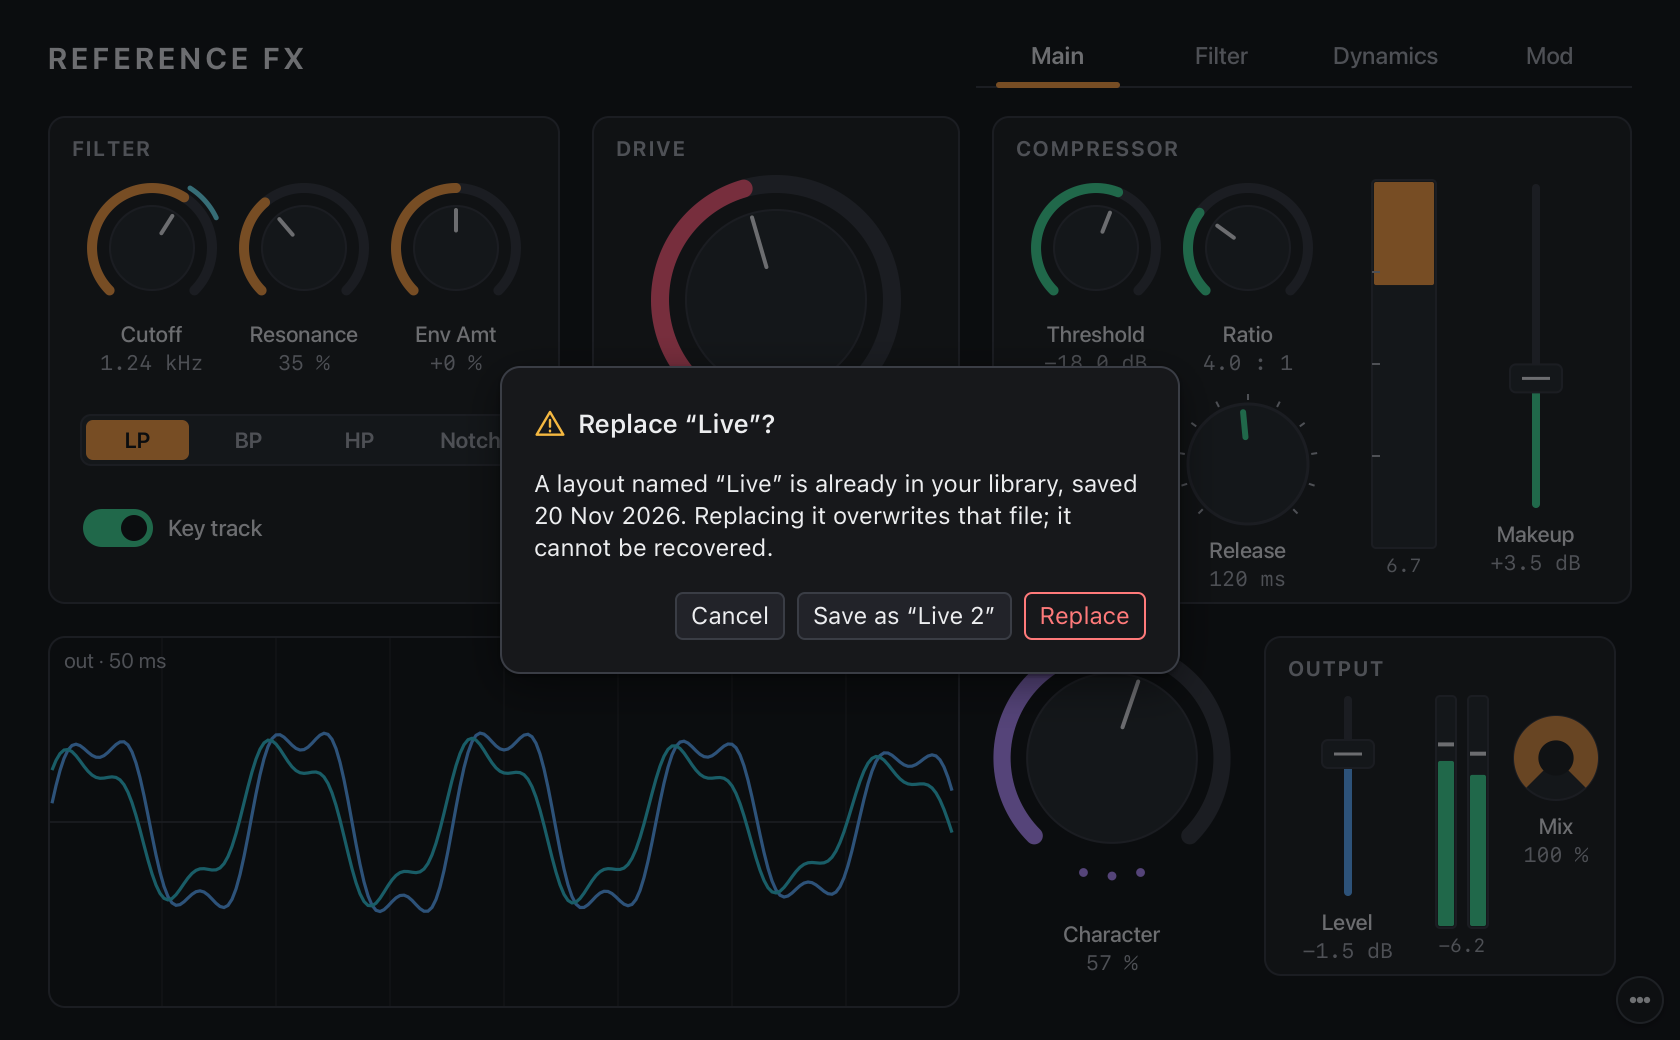 REFERENCE FX
Main
Filter
Dynamics
Mod
FILTER
Cutoff
1.24 kHz
Resonance
35 %
Env Amt
+0 %
LP
BP
HP
Notch
Key track
DRIVE
COMPRESSOR
Threshold
−18.0 dB
Ratio
4.0 : 1
Release
120 ms
6.7
Makeup
+3.5 dB
Replace “Live”?
A layout named “Live” is already in your library, saved
20 Nov 2026. Replacing it overwrites that file; it
cannot be recovered.
Cancel
Save as “Live 2”
Replace
out · 50 ms
Character
57 %
OUTPUT
Level
−1.5 dB
−6.2
Mix
100 %